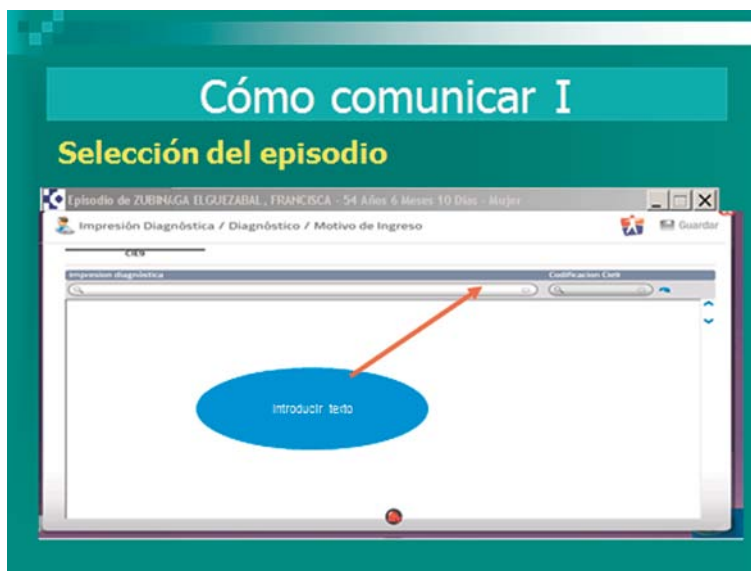 Cómo comunicar I
Selección del episodio
Episodio de ZUBINAGA ELGUEZABAL, FRANCISCA - 54 Años 6 Meses 10 Días - Mujer
Impresión Diagnóstica / Diagnóstico / Motivo de Ingreso
Guardar
CIE9
Impresion diagnóstica
Codificacion Cie9
Introducir texto